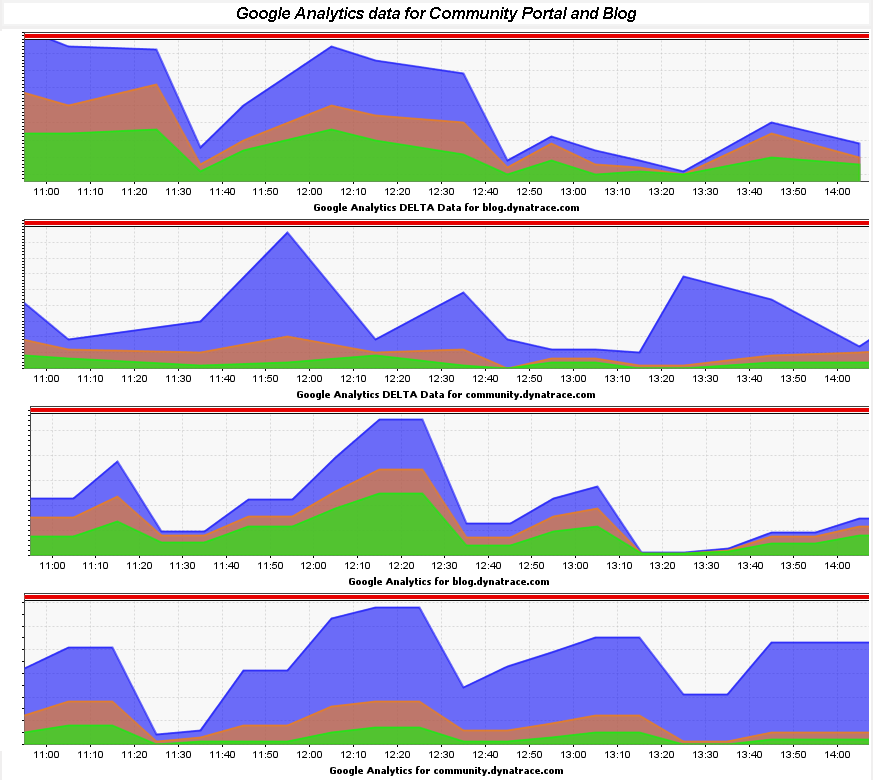 Google Analytics data for Community Portal and Blog
11:00 11:10 11:20 11:30 11:40 11:50 12:00 12:10 12:20 12:30 12:40 12:50 13:00 13:10 13:20 13:30 13:40 13:50 14:00
Google Analytics DELTA Data for blog.dynatrace.com
11:00 11:10 11:20 11:30 11:40 11:50 12:00 12:10 12:20 12:30 12:40 12:50 13:00 13:10 13:20 13:30 13:40 13:50 14:00
Google Analytics DELTA Data for community.dynatrace.com
11:00 11:10 11:20 11:30 11:40 11:50 12:00 12:10 12:20 12:30 12:40 12:50 13:00 13:10 13:20 13:30 13:40 13:50 14:00
Google Analytics for blog.dynatrace.com
11:00 11:10 11:20 11:30 11:40 11:50 12:00 12:10 12:20 12:30 12:40 12:50 13:00 13:10 13:20 13:30 13:40 13:50 14:00
Google Analytics for community.dynatrace.com